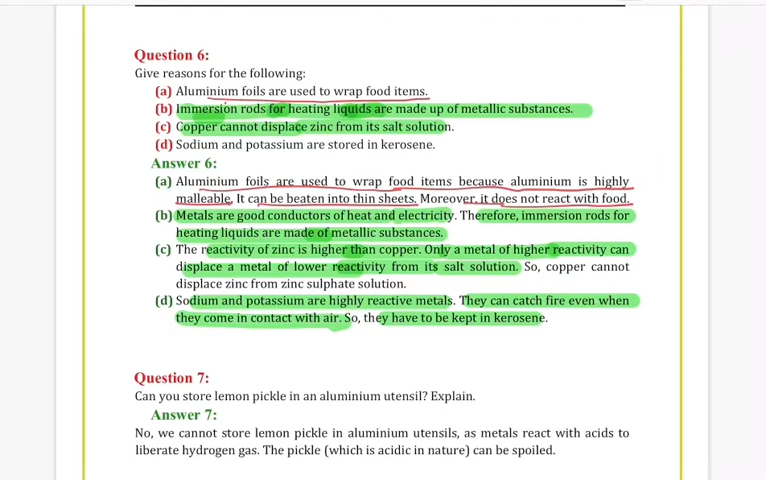 Question 6:
Give reasons for the following:
(a) Aluminium foils are used to wrap food items.
(b) Immersion rods for heating liquids are made up of metallic substances.
(c) Copper cannot displace zinc from its salt solution.
(d) Sodium and potassium are stored in kerosene.
Answer 6:
(a) Aluminium foils are used to wrap food items because aluminium is highly
malleable. It can be beaten into thin sheets. Moreover, it does not react with food.
(b) Metals are good conductors of heat and electricity. Therefore, immersion rods for
heating liquids are made of metallic substances.
(c) The reactivity of zinc is higher than copper. Only a metal of higher reactivity can
displace a metal of lower reactivity from its salt solution. So, copper cannot
displace zinc from zinc sulphate solution.
(d) Sodium and potassium are highly reactive metals. They can catch fire even when
they come in contact with air. So, they have to be kept in kerosene.
Question 7:
Can you store lemon pickle in an aluminium utensil? Explain.
Answer 7:
No, we cannot store lemon pickle in aluminium utensils, as metals react with acids to
liberate hydrogen gas. The pickle (which is acidic in nature) can be spoiled.